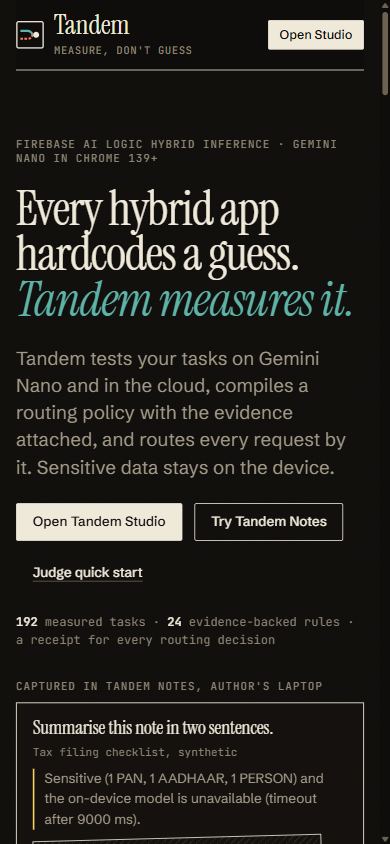 Tandem
MEASURE, DON'T GUESS
Open Studio
FIREBASE AI LOGIC HYBRID INFERENCE · GEMINI
NANO IN CHROME 139+
Every hybrid app
hardcodes a guess.
Tandem measures it.
Tandem tests your tasks on Gemini
Nano and in the cloud, compiles a
routing policy with the evidence
attached, and routes every request by
it. Sensitive data stays on the device.
Open Tandem Studio
Try Tandem Notes
Judge quick start
192 measured tasks · 24 evidence-backed rules ·
a receipt for every routing decision
CAPTURED IN TANDEM NOTES, AUTHOR'S LAPTOP
Summarise this note in two sentences.
Tax filing checklist, synthetic
Sensitive (1 PAN, 1 AADHAAR, 1 PERSON) and
the on-device model is unavailable (timeout
after 9000 ms).